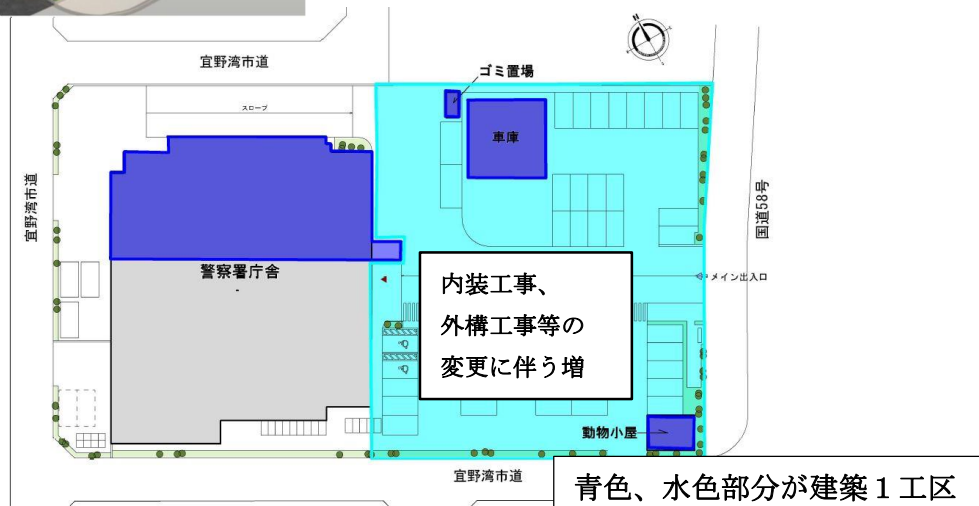 N
宜野湾市道
ゴミ置場
スロープ
車庫
宜野湾市道
国道58号
警察署庁舎
メイン出入口
内装工事、
外構工事等の
変更に伴う増
動物小屋
宜野湾市道
青色、水色部分が建築１工区